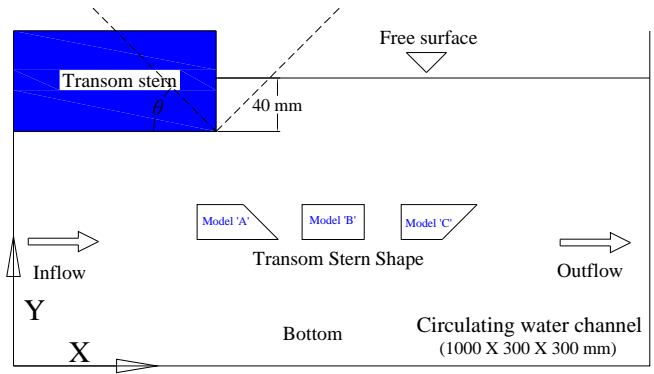 Free surface
Transom stern
θ
40 mm
Model 'A'
Model 'B'
Model 'C'
Transom Stern Shape
Inflow
Outflow
Y
X
Bottom
Circulating water channel
(1000 X 300 X 300 mm)